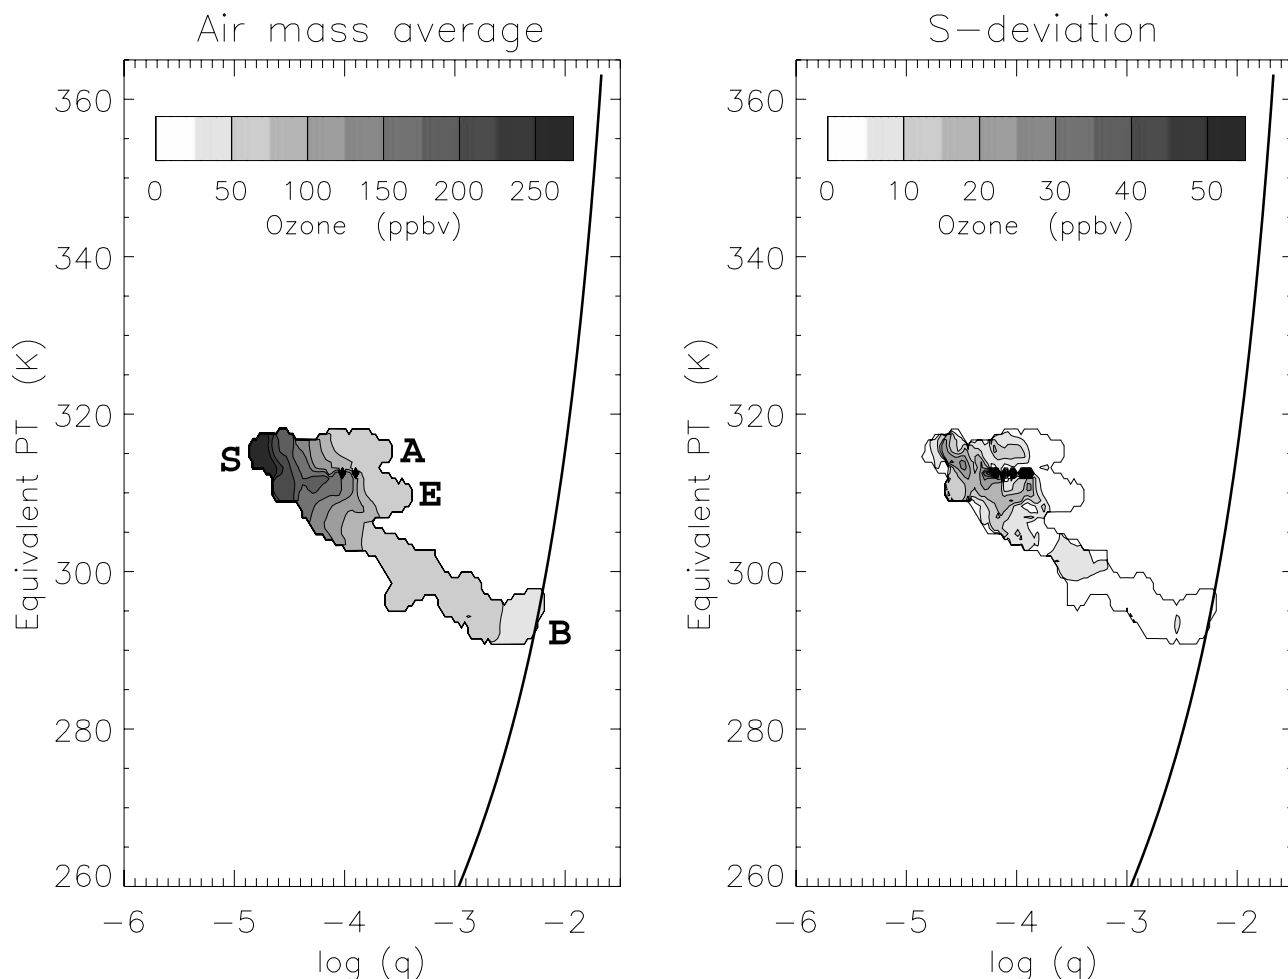 Air mass average
360
340
320
300
280
260
Equivalent PT (K)
0 50 100 150 200 250
Ozone (ppbv)
S
A
E
B
−6 −5 −4 −3 −2
log (q)
S−deviation
360
340
320
300
280
260
Equivalent PT (K)
0 10 20 30 40 50
Ozone (ppbv)
−6 −5 −4 −3 −2
log (q)